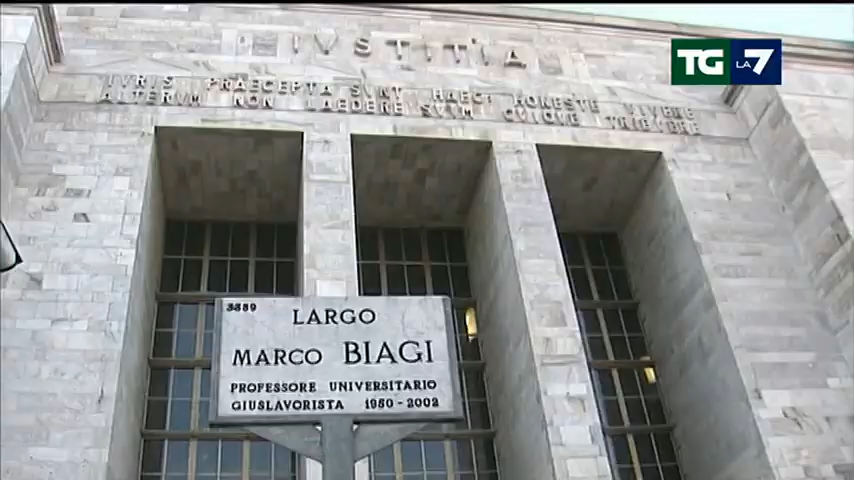 IVSTITIA
TG LA7
IVRIS PRAECEPTA SVNT HAEC: HONESTE VIVERE
ALTERVM NON LAEDERE SVVM CVIQVE TRIBVERE
3889
LARGO
MARCO BIAGI
PROFESSORE UNIVERSITARIO
GIUSLAVORISTA 1950-2002